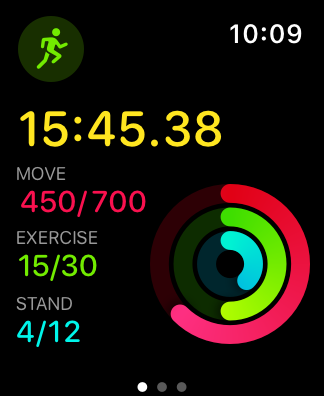 10:09
15:45.38
MOVE
450/700
EXERCISE
15/30
STAND
4/12